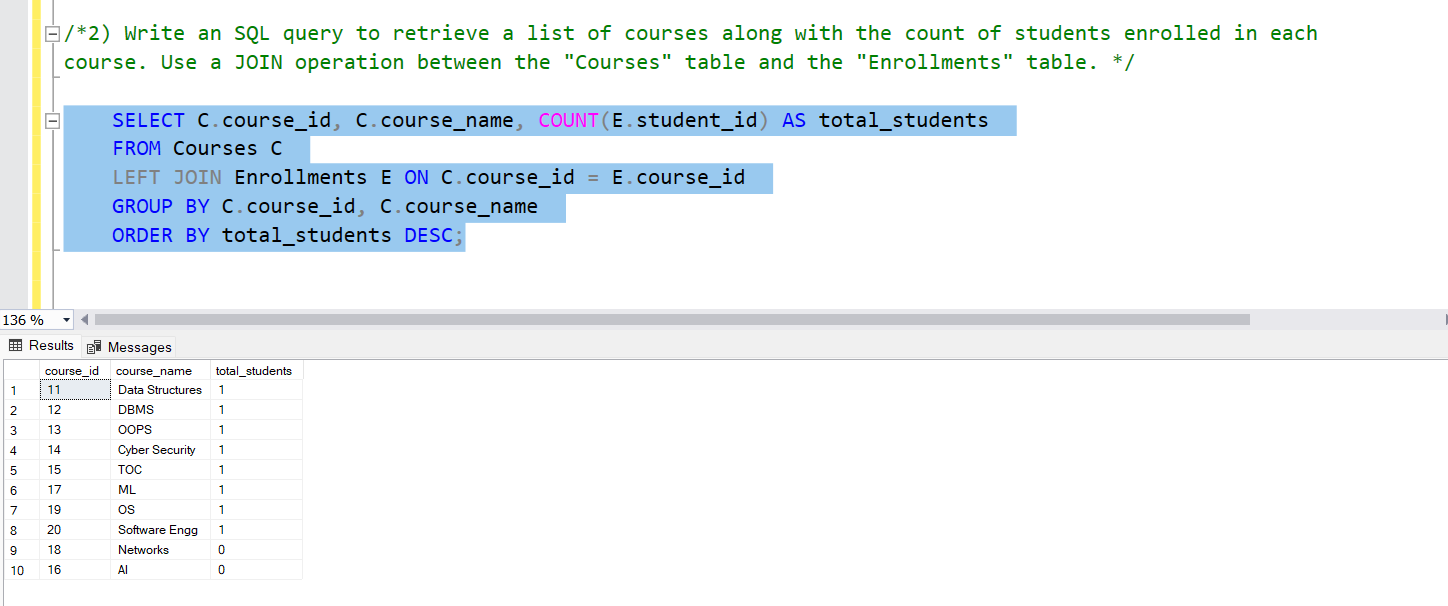 /*2) Write an SQL query to retrieve a list of courses along with the count of students enrolled in each
course. Use a JOIN operation between the "Courses" table and the "Enrollments" table. */
SELECT C.course_id, C.course_name, COUNT(E.student_id) AS total_students
FROM Courses C
LEFT JOIN Enrollments E ON C.course_id = E.course_id
GROUP BY C.course_id, C.course_name
ORDER BY total_students DESC;
136 %
Results Messages
course_id course_name total_students
1 11 Data Structures 1
2 12 DBMS 1
3 13 OOPS 1
4 14 Cyber Security 1
5 15 TOC 1
6 17 ML 1
7 19 OS 1
8 20 Software Engg 1
9 18 Networks 0
10 16 AI 0